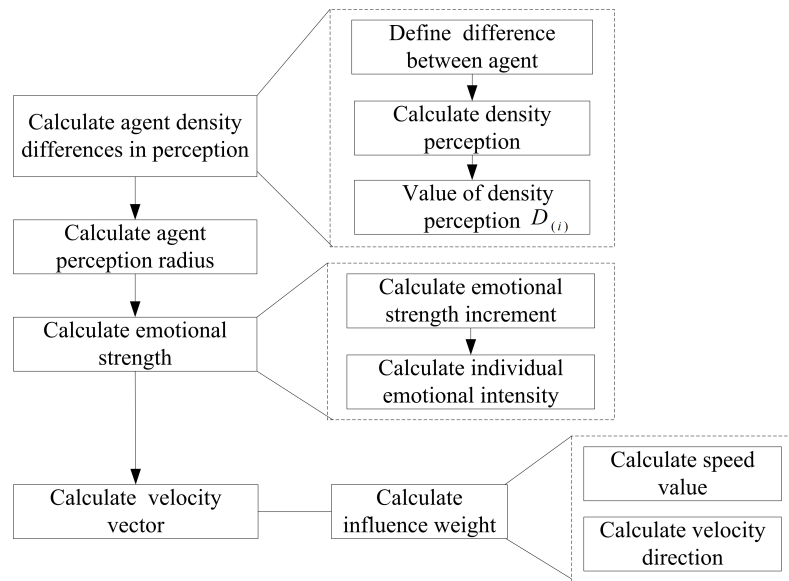 Calculate agent density
differences in perception
Define difference
between agent
Calculate density
perception
Value of density
perception D(i)
Calculate agent
perception radius
Calculate emotional
strength
Calculate emotional
strength increment
Calculate individual
emotional intensity
Calculate velocity
vector
Calculate
influence weight
Calculate speed
value
Calculate velocity
direction